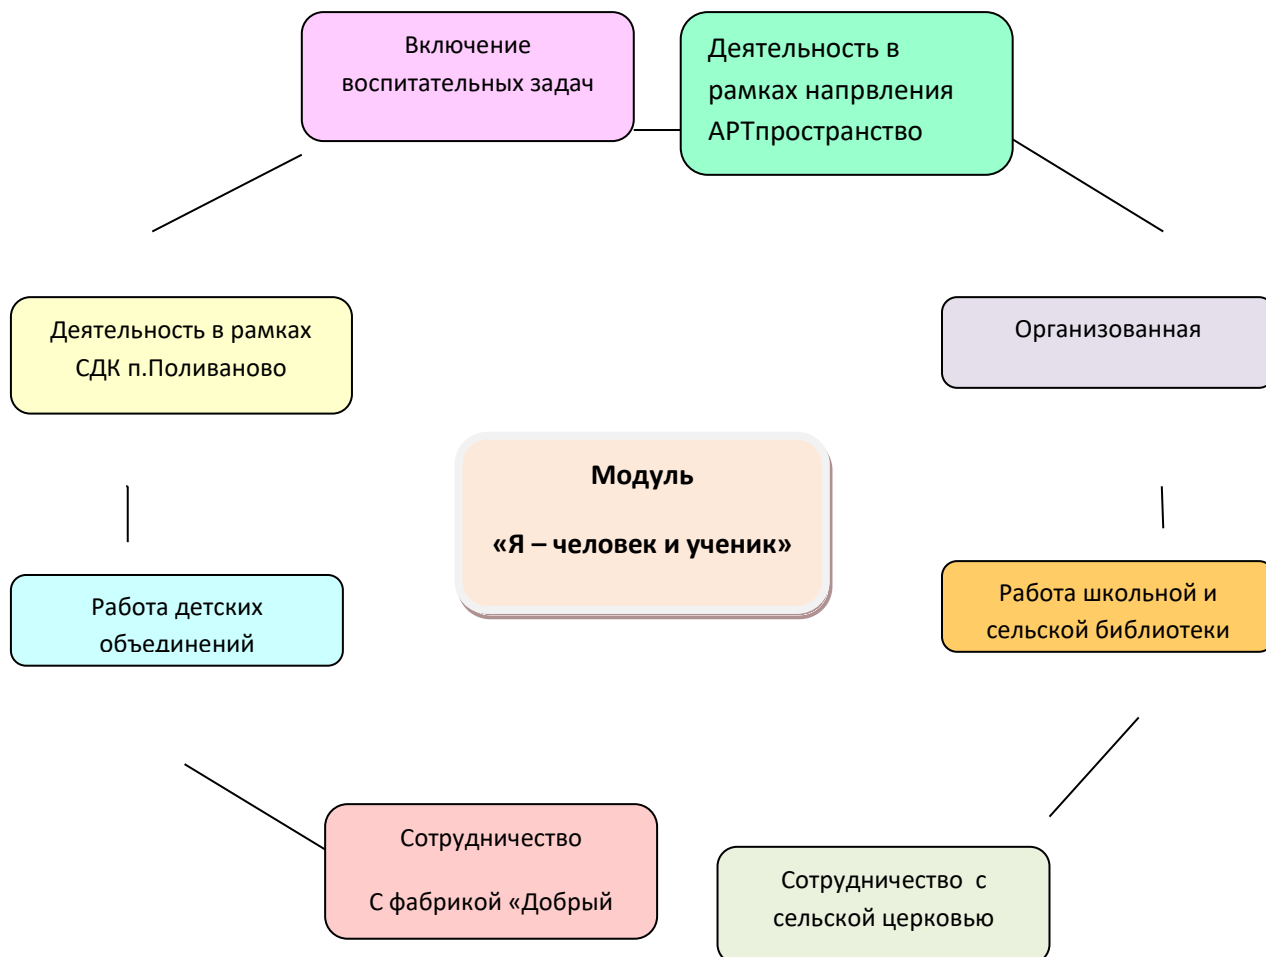 Включение
воспитательных задач
Деятельность в
рамках напрвления
АРТпространство
Деятельность в рамках
СДК п.Поливаново
Организованная
Модуль
«Я – человек и ученик»
Работа детских
объединений
Работа школьной и
сельской библиотеки
Сотрудничество
С фабрикой «Добрый
Сотрудничество с
сельской церковью